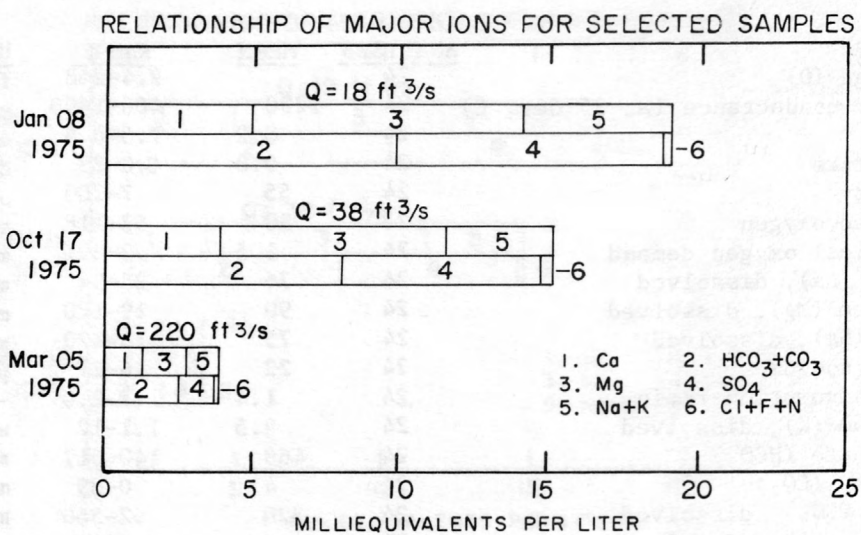 RELATIONSHIP OF MAJOR IONS FOR SELECTED SAMPLES
Q=18 ft³/s
Jan 08
1975
1 3 5
2 4 -6
Q=38 ft³/s
Oct 17
1975
1 3 5
2 4 -6
Q=220 ft³/s
Mar 05
1975
1 3 5
2 4 -6
1. Ca 2. HCO₃+CO₃
3. Mg 4. SO₄
5. Na+K 6. Cl+F+N
0 5 10 15 20 25
MILLIEQUIVALENTS PER LITER